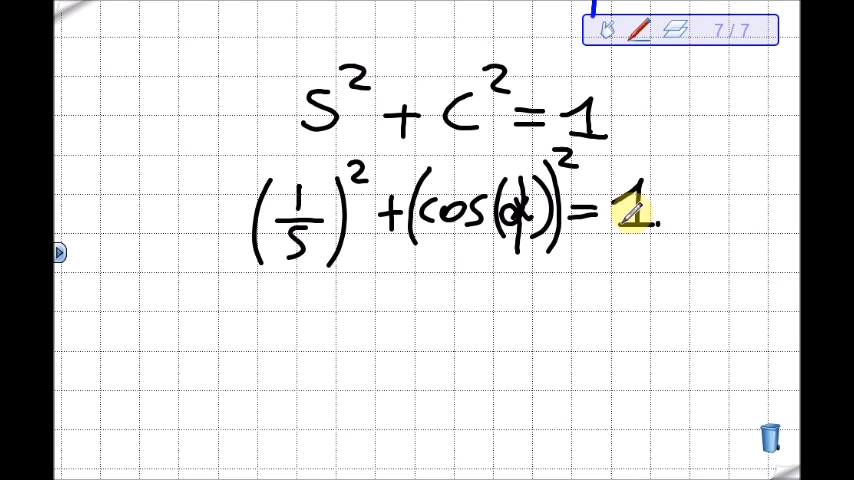 7/7
S² + C² = 1
(1/5)² + (cos(α))² = 1.